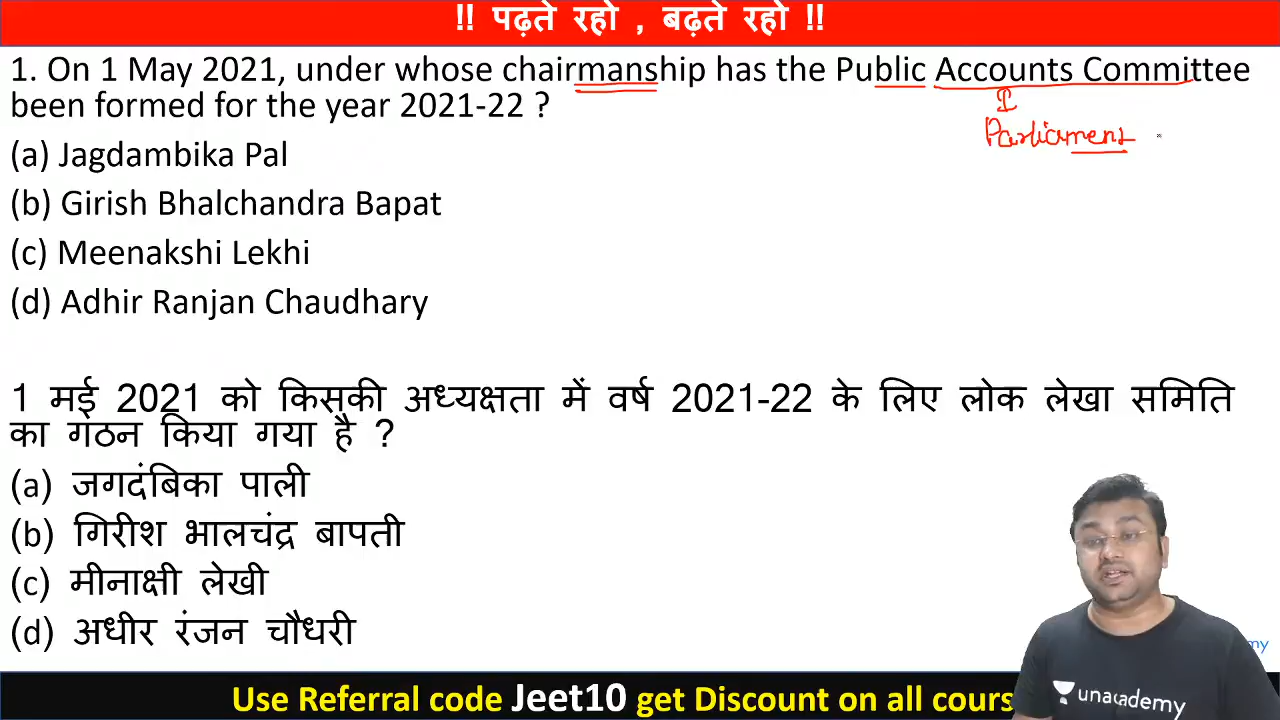 !! पढ़ते रहो , बढ़ते रहो !!
1. On 1 May 2021, under whose chairmanship has the Public Accounts Committee
been formed for the year 2021-22 ?
Parliament
(a) Jagdambika Pal
(b) Girish Bhalchandra Bapat
(c) Meenakshi Lekhi
(d) Adhir Ranjan Chaudhary
1 मई 2021 को किसकी अध्यक्षता में वर्ष 2021-22 के लिए लोक लेखा समिति
का गठन किया गया है ?
(a) जगदंबिका पाली
(b) गिरीश भालचंद्र बापती
(c) मीनाक्षी लेखी
(d) अधीर रंजन चौधरी
my
unacademy
Use Referral code Jeet10 get Discount on all cours